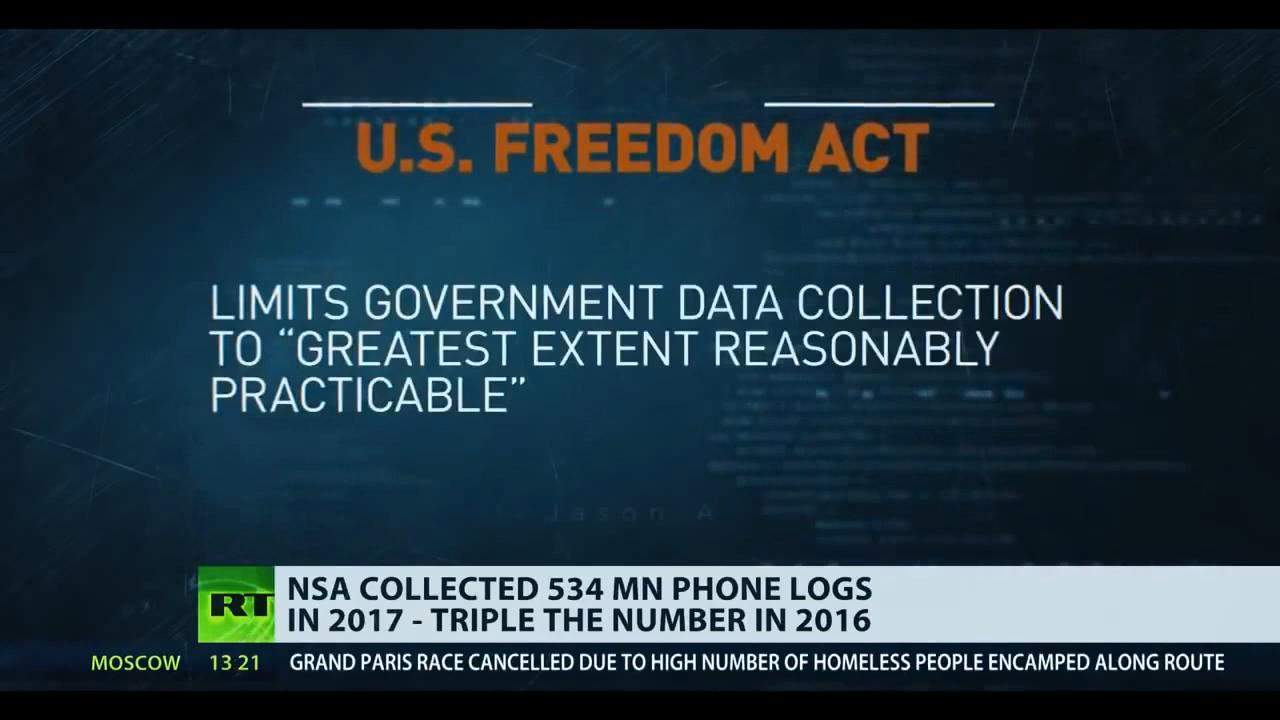 U.S. FREEDOM ACT
LIMITS GOVERNMENT DATA COLLECTION
TO “GREATEST EXTENT REASONABLY
PRACTICABLE”
Jason A
RT
NSA COLLECTED 534 MN PHONE LOGS
IN 2017 - TRIPLE THE NUMBER IN 2016
MOSCOW 13:21 GRAND PARIS RACE CANCELLED DUE TO HIGH NUMBER OF HOMELESS PEOPLE ENCAMPED ALONG ROUTE